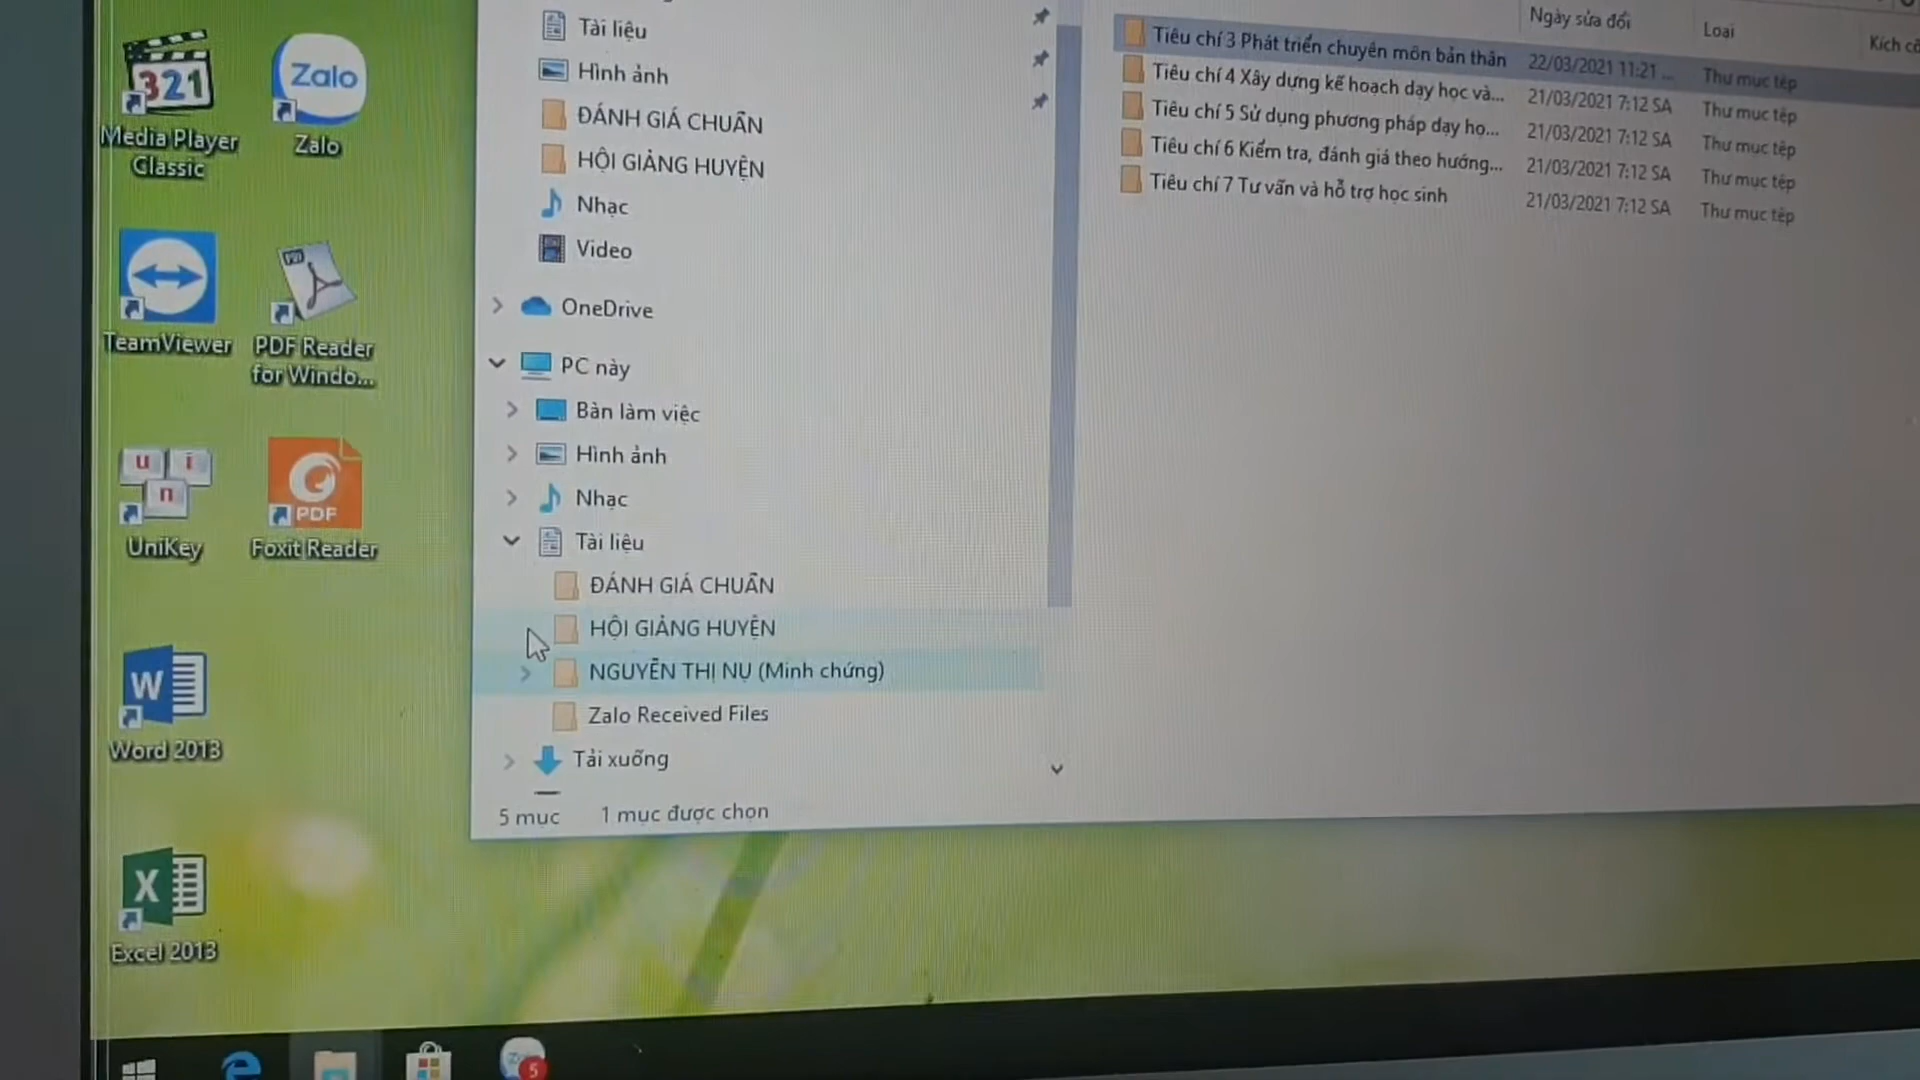 321
Media Player
Classic
Zalo
Zalo
TeamViewer
PDF
PDF Reader
for Windo...
u i
n
UniKey
PDF
Foxit Reader
W
Word 2013
X
Excel 2013
Tài liệu
Hình ảnh
ĐÁNH GIÁ CHUẨN
HỘI GIẢNG HUYỆN
Nhạc
Video
OneDrive
PC này
Bàn làm việc
Hình ảnh
Nhạc
Tài liệu
ĐÁNH GIÁ CHUẨN
HỘI GIẢNG HUYỆN
NGUYỄN THỊ NỤ (Minh chứng)
Zalo Received Files
Tải xuống
5 mục 1 mục được chọn
Ngày sửa đổi Loại Kích cỡ
Tiêu chí 3 Phát triển chuyên môn bản thân 22/03/2021 11:21 ... Thư mục tệp
Tiêu chí 4 Xây dựng kế hoạch dạy học và... 21/03/2021 7:12 SA Thư mục tệp
Tiêu chí 5 Sử dụng phương pháp dạy họ... 21/03/2021 7:12 SA Thư mục tệp
Tiêu chí 6 Kiểm tra, đánh giá theo hướng... 21/03/2021 7:12 SA Thư mục tệp
Tiêu chí 7 Tư vấn và hỗ trợ học sinh 21/03/2021 7:12 SA Thư mục tệp
5